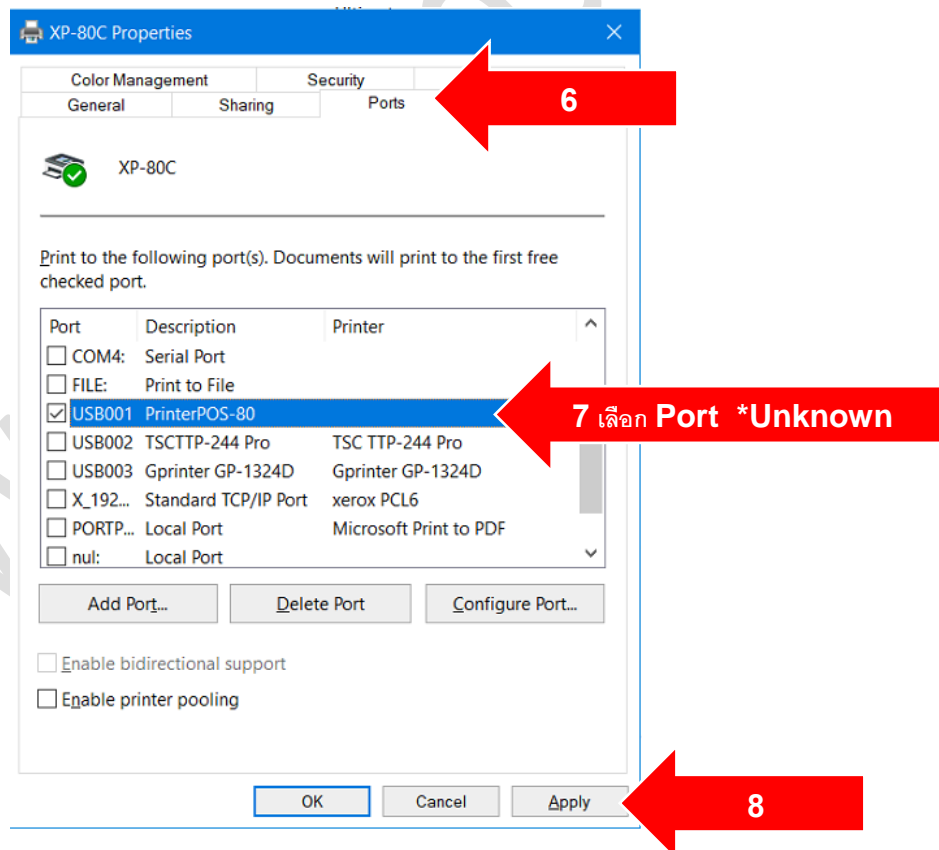 XP-80C Properties
Color Management Security
General Sharing Ports
6
XP-80C
Print to the following port(s). Documents will print to the first free
checked port.
Port Description Printer
COM4: Serial Port
FILE: Print to File
USB001 PrinterPOS-80
7 เลือก Port *Unknown
USB002 TSCTTP-244 Pro TSC TTP-244 Pro
USB003 Gprinter GP-1324D Gprinter GP-1324D
X_192... Standard TCP/IP Port xerox PCL6
PORTP... Local Port Microsoft Print to PDF
nul: Local Port
Add Port... Delete Port Configure Port...
Enable bidirectional support
Enable printer pooling
OK Cancel Apply
8